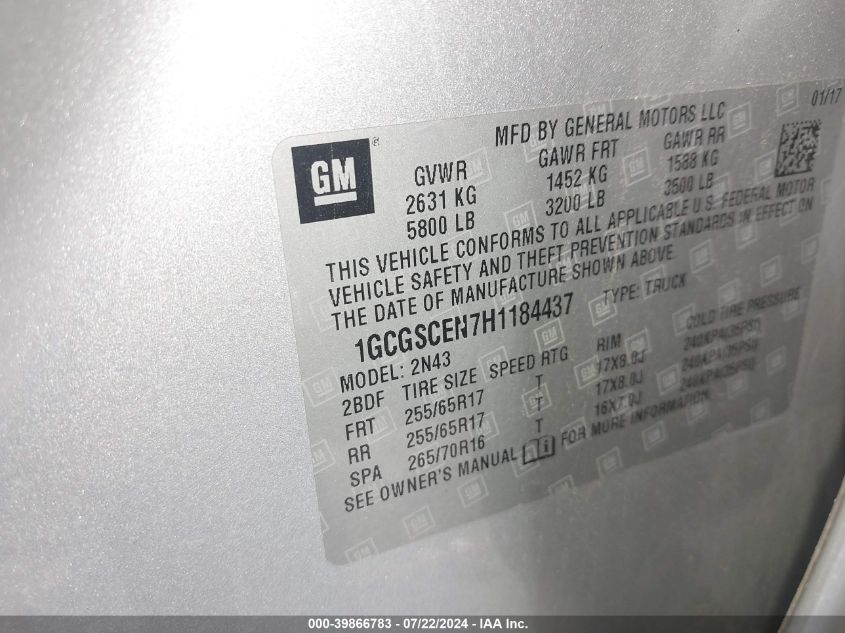 01/17
MFD BY GENERAL MOTORS LLC
GM
®
GVWR GAWR FRT GAWR RR
2631 KG 1452 KG 1588 KG
5800 LB 3200 LB 3500 LB
THIS VEHICLE CONFORMS TO ALL APPLICABLE U.S. FEDERAL MOTOR
VEHICLE SAFETY AND THEFT PREVENTION STANDARDS IN EFFECT ON
THE DATE OF MANUFACTURE SHOWN ABOVE.
1GCGSCEN7H1184437 TYPE: TRUCK
MODEL: 2N43
2BDF TIRE SIZE SPEED RTG RIM COLD TIRE PRESSURE
FRT 255/65R17 T 17X8.0J 240KPA(35PSI)
RR 255/65R17 T 17X8.0J 240KPA(35PSI)
SPA 265/70R16 T 16X7.0J 240KPA(35PSI)
SEE OWNER'S MANUAL FOR MORE INFORMATION.
000-39866783 - 07/22/2024 - IAA Inc.